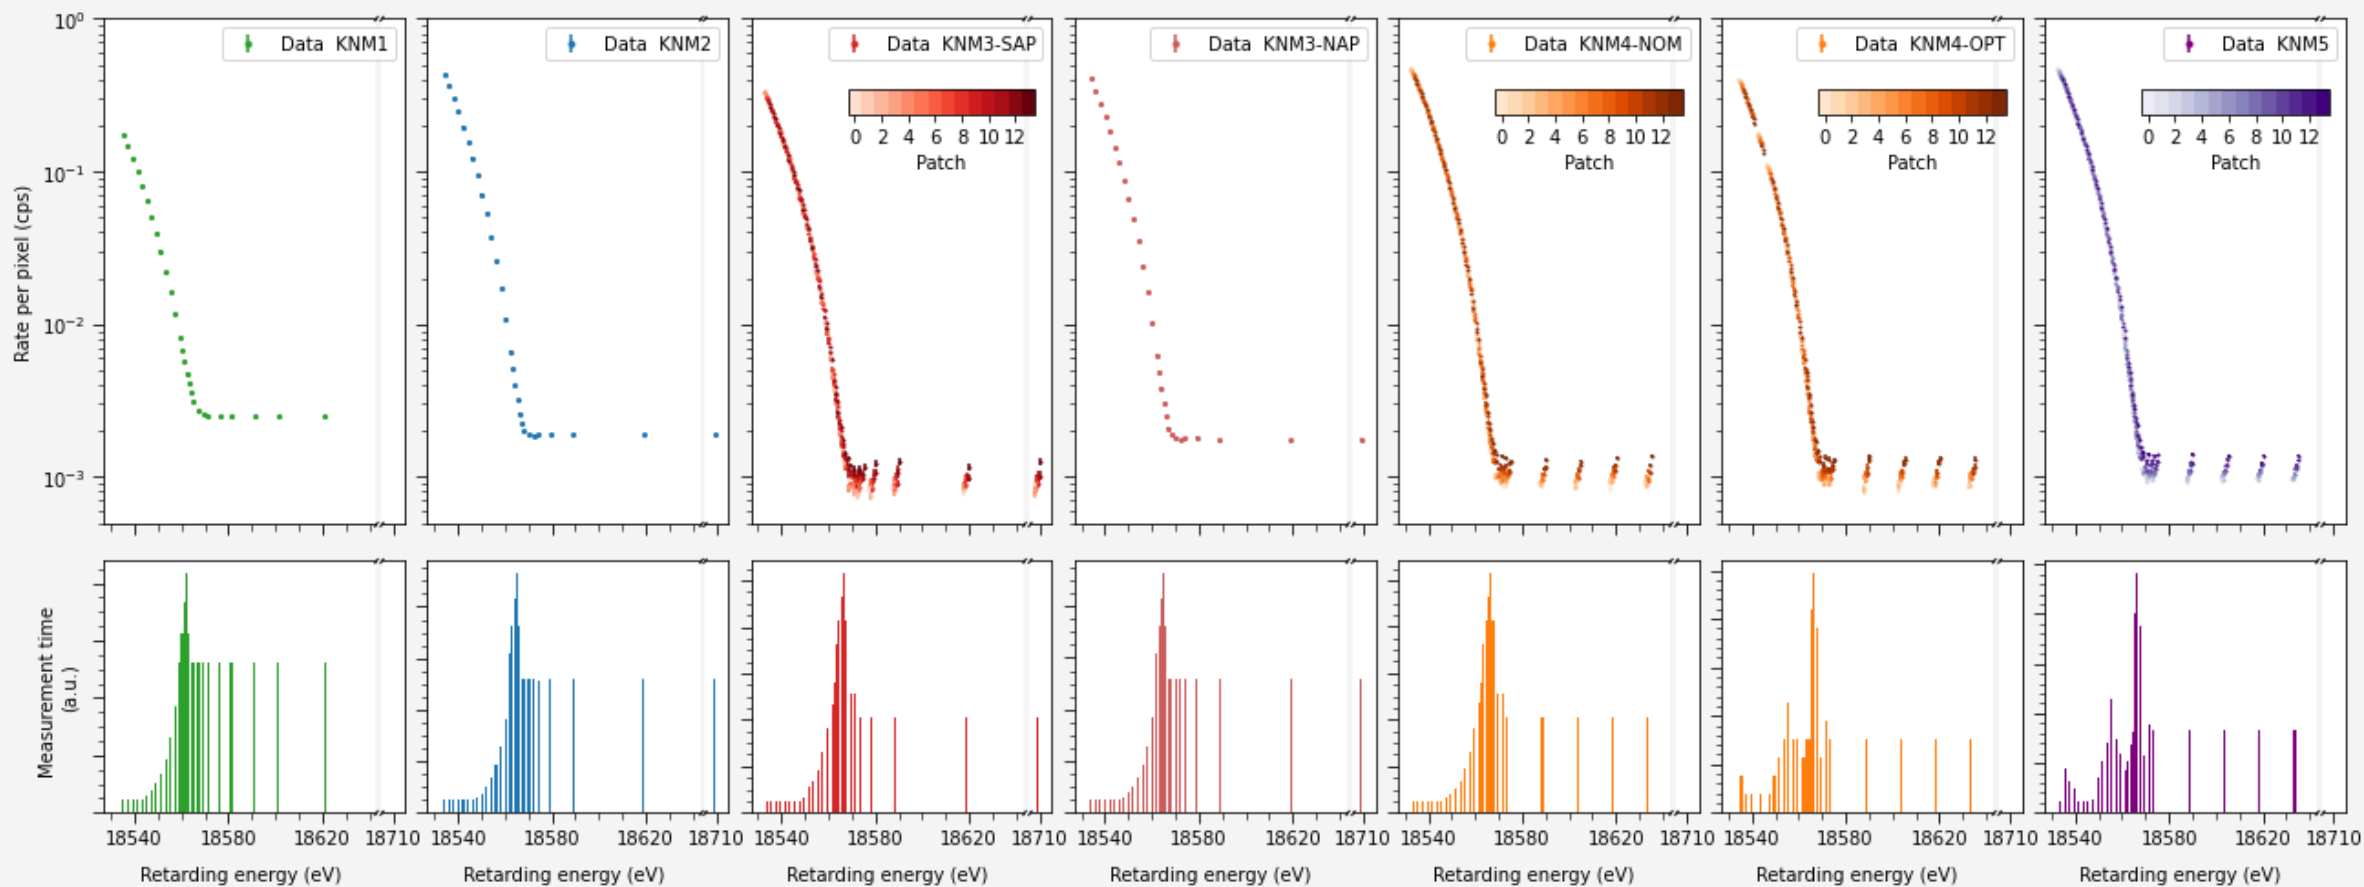 10⁰
10⁻¹
10⁻²
10⁻³
Rate per pixel (cps)
Data KNM1
Data KNM2
Data KNM3-SAP
0 2 4 6 8 10 12
Patch
Data KNM3-NAP
Data KNM4-NOM
0 2 4 6 8 10 12
Patch
Data KNM4-OPT
0 2 4 6 8 10 12
Patch
Data KNM5
0 2 4 6 8 10 12
Patch
Measurement time
(a.u.)
18540 18580 18620 18710
18540 18580 18620 18710
18540 18580 18620 18710
18540 18580 18620 18710
18540 18580 18620 18710
18540 18580 18620 18710
18540 18580 18620 18710
Retarding energy (eV)
Retarding energy (eV)
Retarding energy (eV)
Retarding energy (eV)
Retarding energy (eV)
Retarding energy (eV)
Retarding energy (eV)